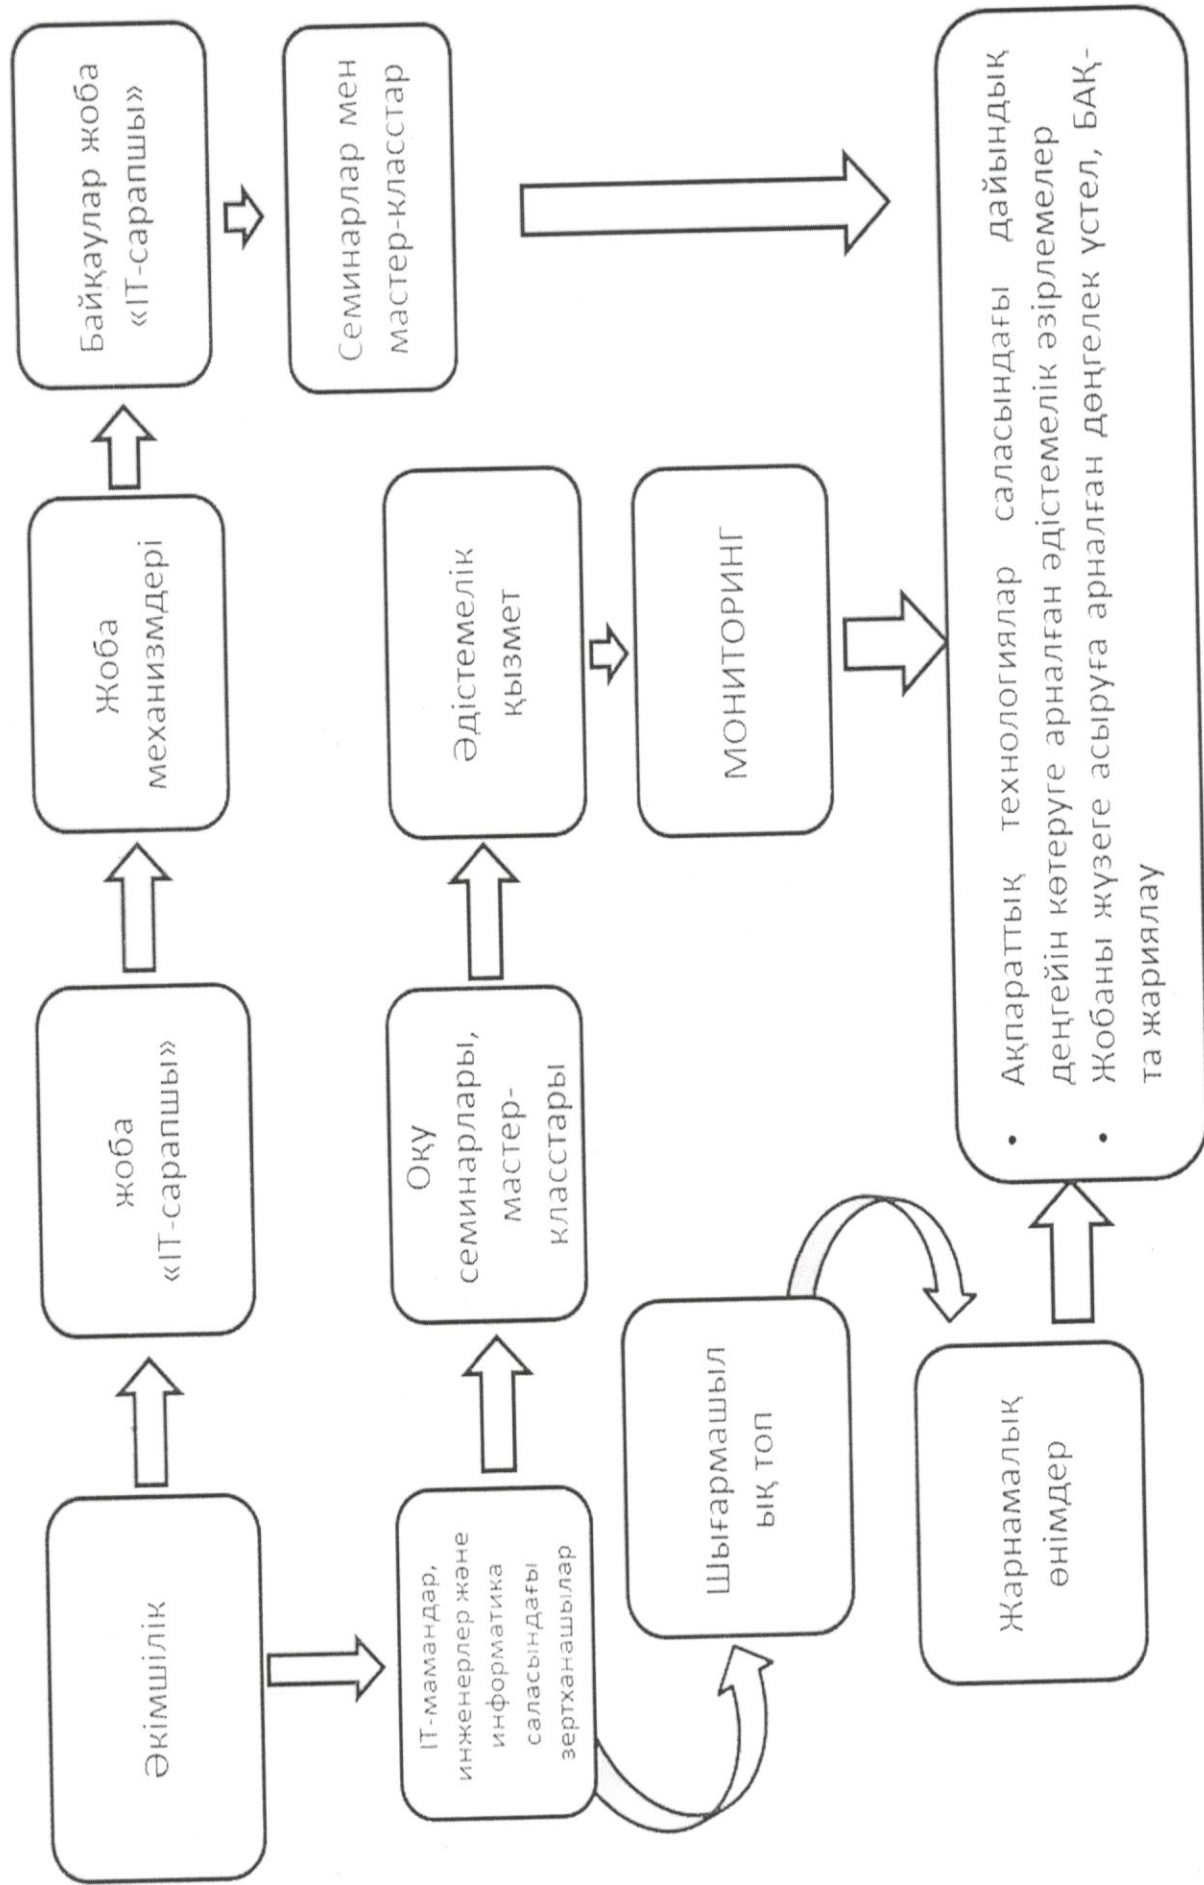 Әкімшілік
жоба
«IT-сарапшы»
Жоба
механизмдері
Байқаулар жоба
«IT-сарапшы»
Семинарлар мен
мастер-класстар
IT-мамандар,
инженерлер және
информатика
саласындағы
зертханашылар
Оқу
семинарлары,
мастер-
класстары
Әдістемелік
қызмет
МОНИТОРИНГ
Шығармашыл
ық топ
Жарнамалық
өнімдер
• Ақпараттық технологиялар саласындағы дайындық
деңгейін көтеруге арналған әдістемелік әзірлемелер
• Жобаны жүзеге асыруға арналған дөңгелек үстел, БАҚ-
та жариялау